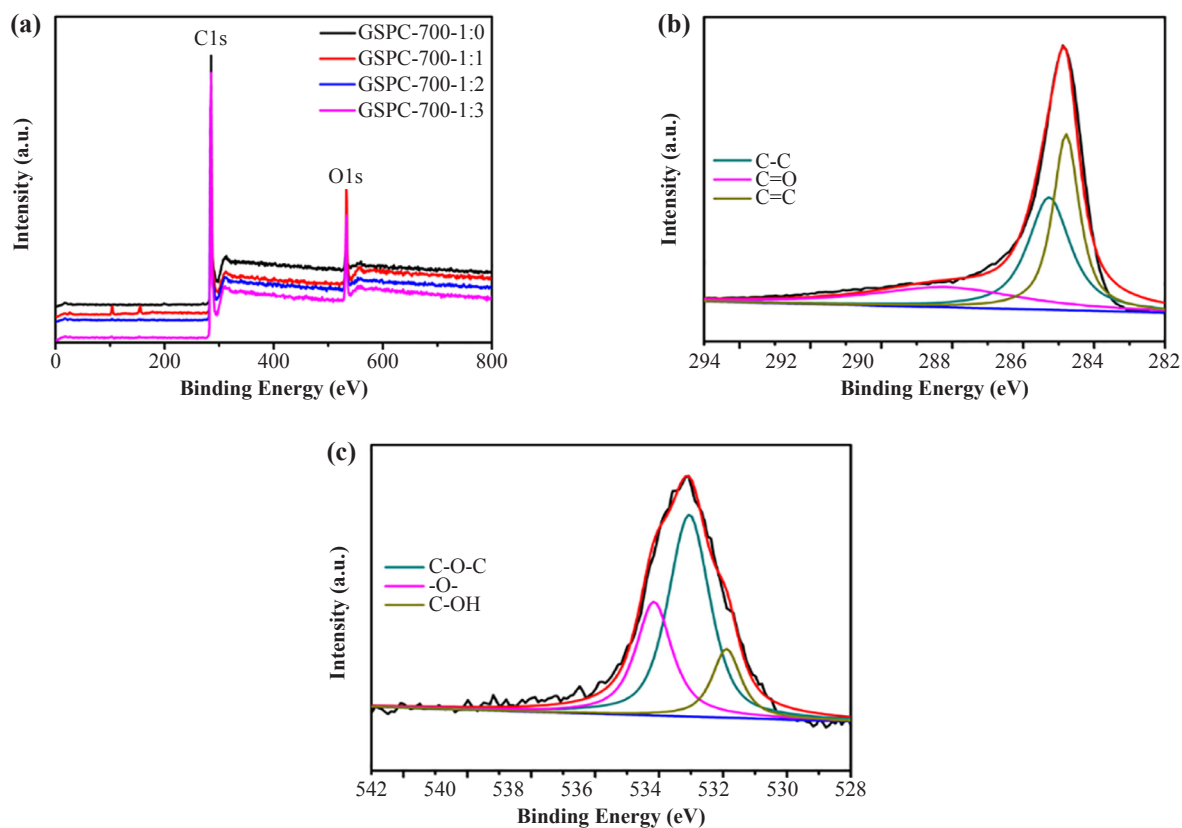 (a)
C1s
GSPC-700-1:0
GSPC-700-1:1
GSPC-700-1:2
GSPC-700-1:3
O1s
Intensity (a.u.)
0 200 400 600 800
Binding Energy (eV)
(b)
C-C
C=O
C=C
Intensity (a.u.)
294 292 290 288 286 284 282
Binding Energy (eV)
(c)
C-O-C
-O-
C-OH
Intensity (a.u.)
542 540 538 536 534 532 530 528
Binding Energy (eV)